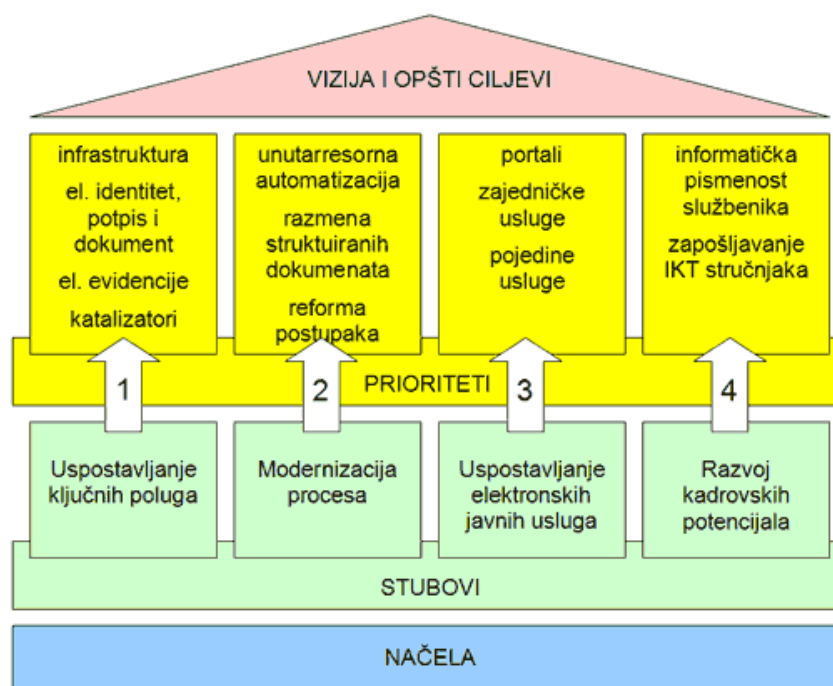 VIZIJA I OPŠTI CILJEVI
infrastruktura
el. identitet,
potpis i
dokument
el. evidencije
katalizatori
unutarresorna
automatizacija
razmena
struktuiranih
dokumenata
reforma
postupaka
portali
zajedničke
usluge
pojedine
usluge
informatička
pismenost
službenika
zapošljavanje
IKT stručnjaka
PRIORITETI
1
2
3
4
Uspostavljanje
ključnih poluga
Modernizacija
procesa
Uspostavljanje
elektronskih
javnih usluga
Razvoj
kadrovskih
potencijala
STUBOVI
NAČELA